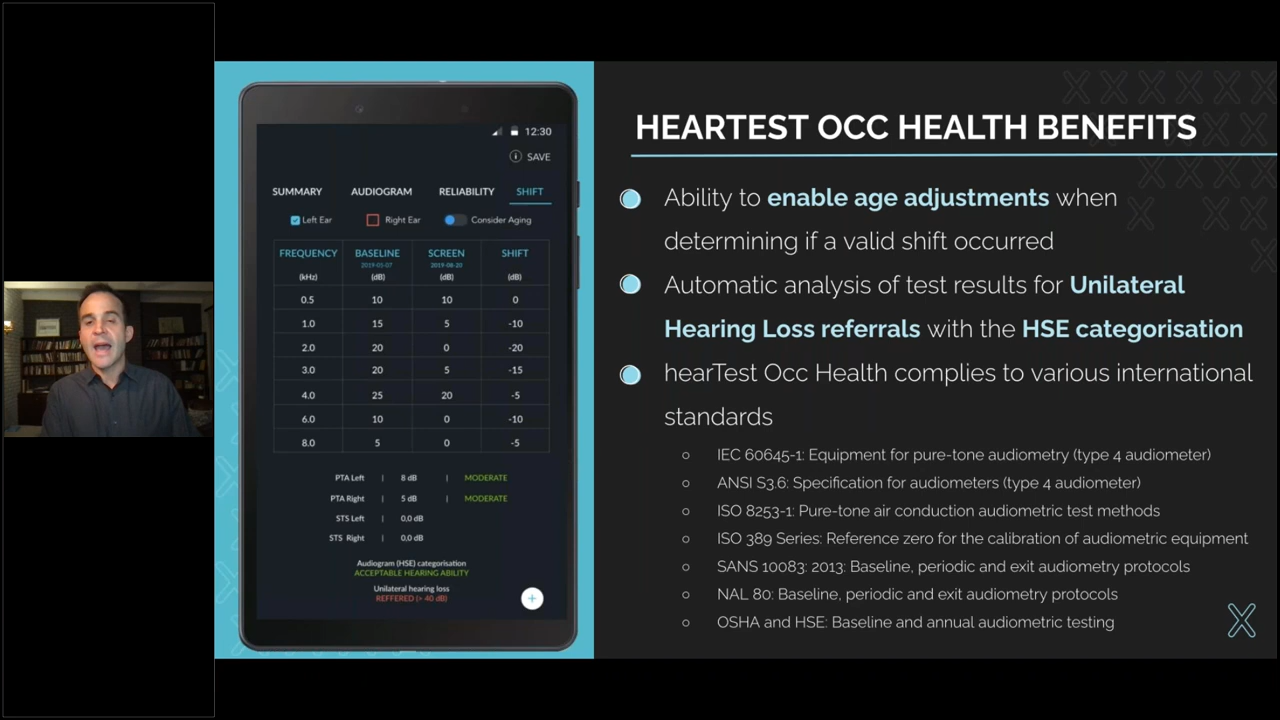 12:30
SAVE
SUMMARY AUDIOGRAM RELIABILITY SHIFT
Left Ear Right Ear Consider Aging
FREQUENCY BASELINE SCREEN SHIFT
2019-05-07 2019-08-20
(kHz) (dB) (dB) (dB)
0.5 10 10 0
1.0 15 5 -10
2.0 20 0 -20
3.0 20 5 -15
4.0 25 20 -5
6.0 10 0 -10
8.0 5 0 -5
PTA Left | 8 dB | MODERATE
PTA Right | 5 dB | MODERATE
STS Left | 0,0 dB
STS Right | 0,0 dB
Audiogram (HSE) categorisation
ACCEPTABLE HEARING ABILITY
Unilateral hearing loss
REFFERED (> 40 dB)
HEARTEST OCC HEALTH BENEFITS
Ability to enable age adjustments when
determining if a valid shift occurred
Automatic analysis of test results for Unilateral
Hearing Loss referrals with the HSE categorisation
hearTest Occ Health complies to various international
standards
IEC 60645-1: Equipment for pure-tone audiometry (type 4 audiometer)
ANSI S3.6: Specification for audiometers (type 4 audiometer)
ISO 8253-1: Pure-tone air conduction audiometric test methods
ISO 389 Series: Reference zero for the calibration of audiometric equipment
SANS 10083: 2013: Baseline, periodic and exit audiometry protocols
NAL 80: Baseline, periodic and exit audiometry protocols
OSHA and HSE: Baseline and annual audiometric testing